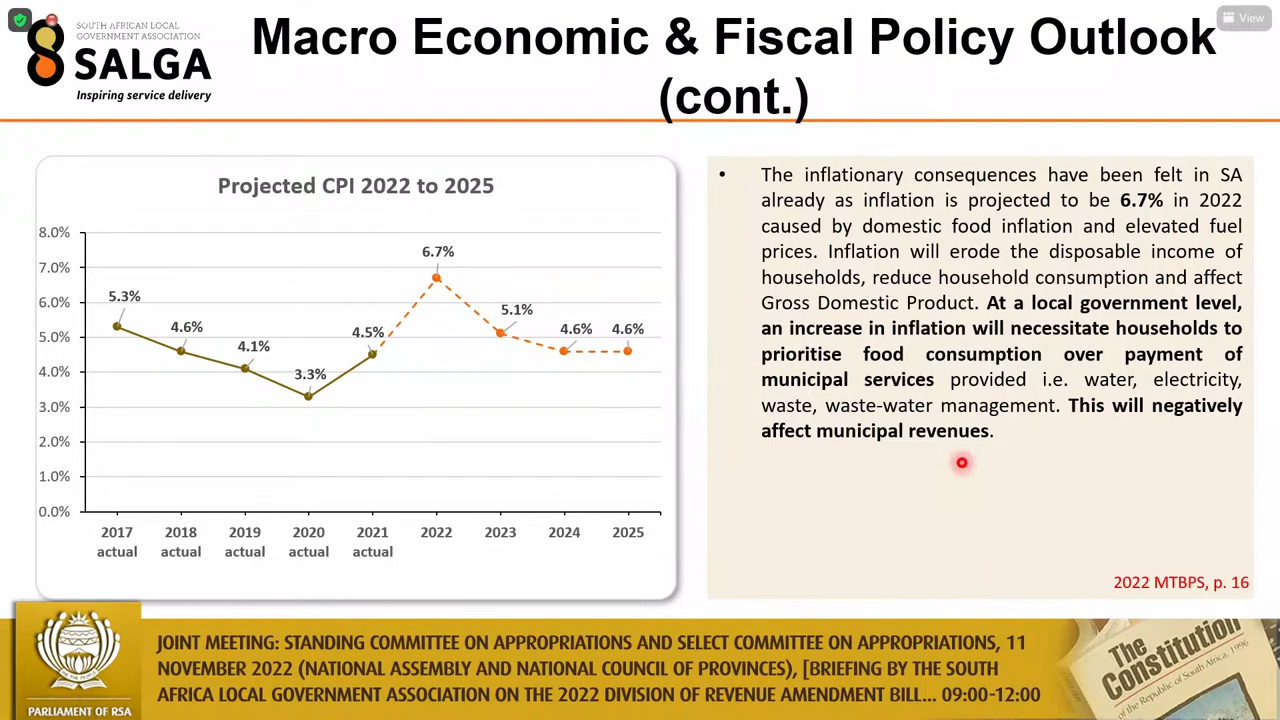 SOUTH AFRICAN LOCAL
GOVERNMENT ASSOCIATION
SALGA
Inspiring service delivery
Macro Economic & Fiscal Policy Outlook
(cont.)
View
Projected CPI 2022 to 2025
8.0%
7.0%
6.0%
5.0%
4.0%
3.0%
2.0%
1.0%
0.0%
5.3%
4.6%
4.1%
3.3%
4.5%
6.7%
5.1%
4.6%
4.6%
2017 2018 2019 2020 2021 2022 2023 2024 2025
actual actual actual actual actual
• The inflationary consequences have been felt in SA
already as inflation is projected to be 6.7% in 2022
caused by domestic food inflation and elevated fuel
prices. Inflation will erode the disposable income of
households, reduce household consumption and affect
Gross Domestic Product. At a local government level,
an increase in inflation will necessitate households to
prioritise food consumption over payment of
municipal services provided i.e. water, electricity,
waste, waste-water management. This will negatively
affect municipal revenues.
2022 MTBPS, p. 16
PARLIAMENT OF RSA
JOINT MEETING: STANDING COMMITTEE ON APPROPRIATIONS AND SELECT COMMITTEE ON APPROPRIATIONS, 11
NOVEMBER 2022 (NATIONAL ASSEMBLY AND NATIONAL COUNCIL OF PROVINCES), [BRIEFING BY THE SOUTH
AFRICA LOCAL GOVERNMENT ASSOCIATION ON THE 2022 DIVISION OF REVENUE AMENDMENT BILL... 09:00-12:00
The
Constitution
of the Republic of South Africa, 1996